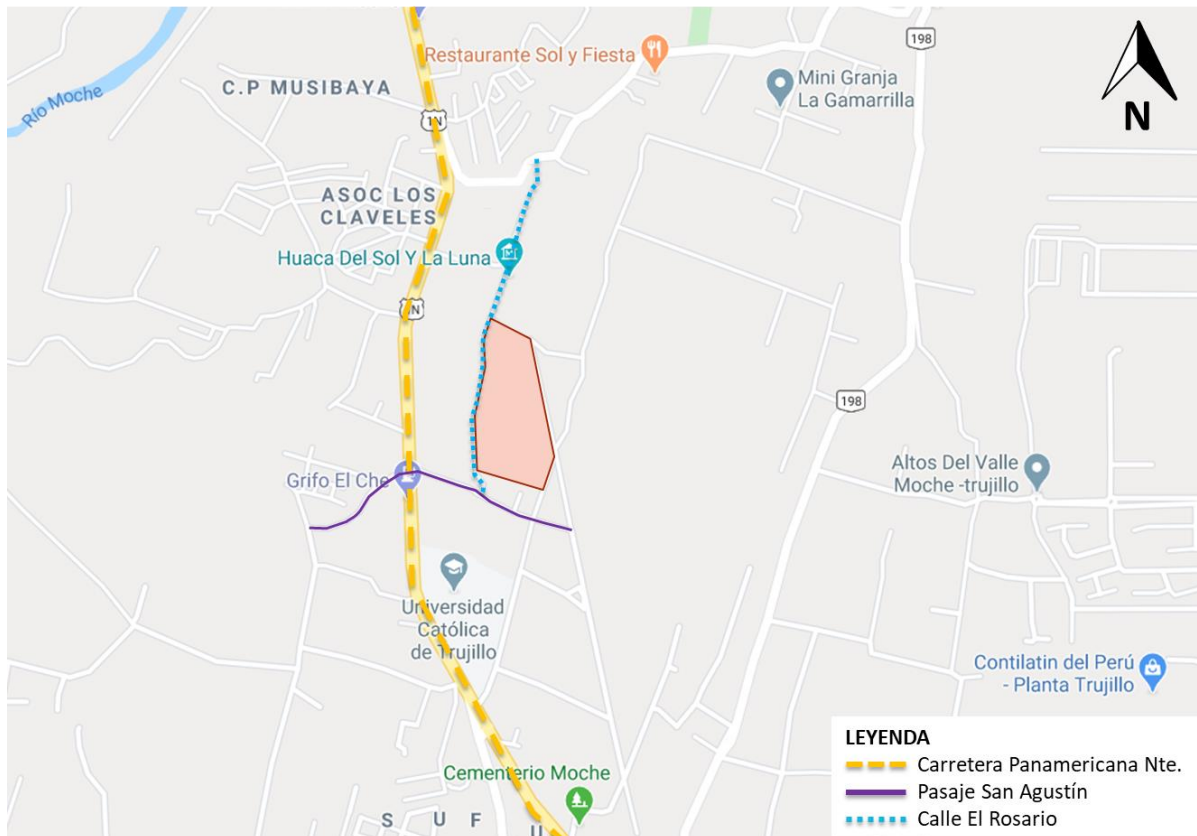 198
Restaurante Sol y Fiesta
Mini Granja
La Gamarrilla
N
Río Moche
C.P MUSIBAYA
1N
ASOC LOS
CLAVELES
Huaca Del Sol Y La Luna
1N
198
Grifo El Che
Altos Del Valle
Moche -trujillo
Universidad
Católica
de Trujillo
Contilatin del Perú
- Planta Trujillo
LEYENDA
Carretera Panamericana Nte.
Pasaje San Agustín
Calle El Rosario
Cementerio Moche
S U F U